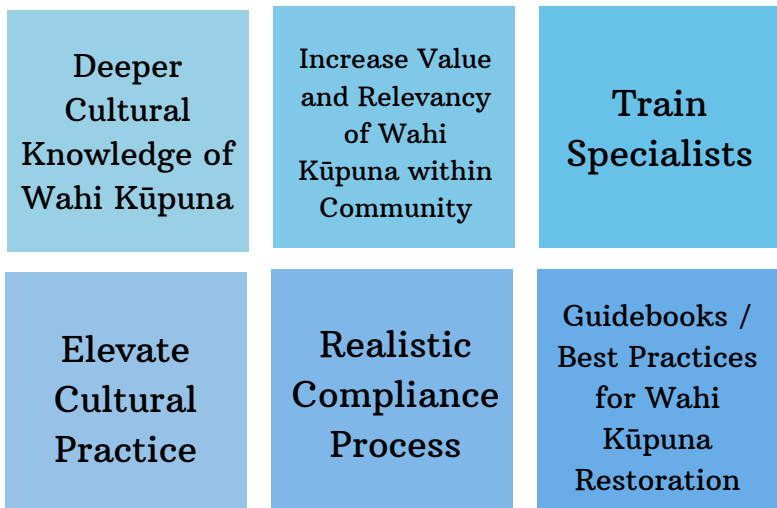 Deeper
Cultural
Knowledge of
Wahi Kūpuna
Increase Value
and Relevancy
of Wahi
Kūpuna within
Community
Train
Specialists
Elevate
Cultural
Practice
Realistic
Compliance
Process
Guidebooks /
Best Practices
for Wahi
Kūpuna
Restoration